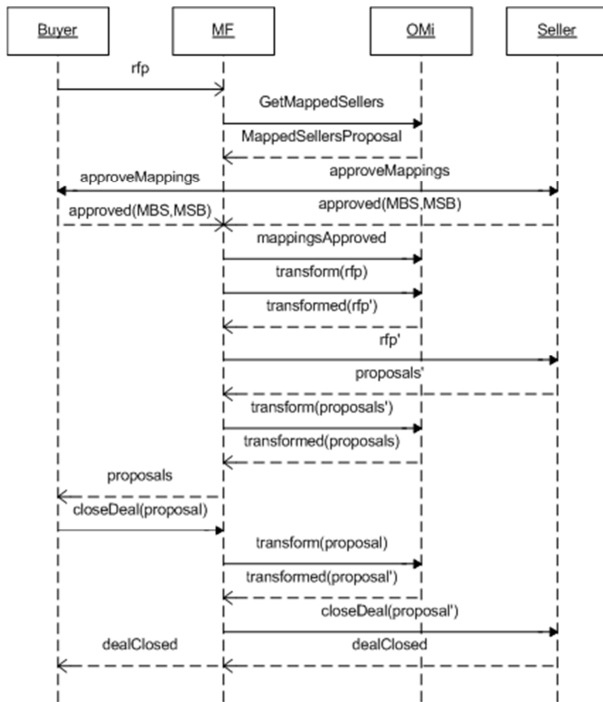 Buyer
MF
OMi
Seller
rfp
GetMappedSellers
MappedSellersProposal
approveMappings
approveMappings
approved(MBS,MSB)
approved(MBS,MSB)
mappingsApproved
transform(rfp)
transformed(rfp')
rfp'
proposals'
transform(proposals')
transformed(proposals)
proposals
closeDeal(proposal)
transform(proposal)
transformed(proposal')
closeDeal(proposal')
dealClosed
dealClosed